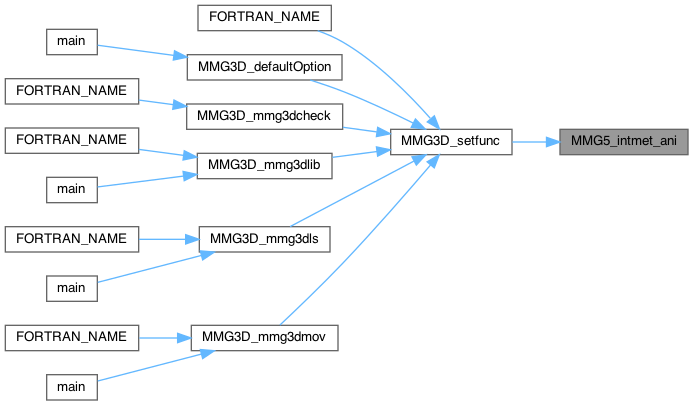 FORTRAN_NAME
main
MMG3D_defaultOption
FORTRAN_NAME
MMG3D_mmg3dcheck
MMG3D_setfunc
MMG5_intmet_ani
FORTRAN_NAME
MMG3D_mmg3dlib
main
FORTRAN_NAME
MMG3D_mmg3dls
main
FORTRAN_NAME
MMG3D_mmg3dmov
main